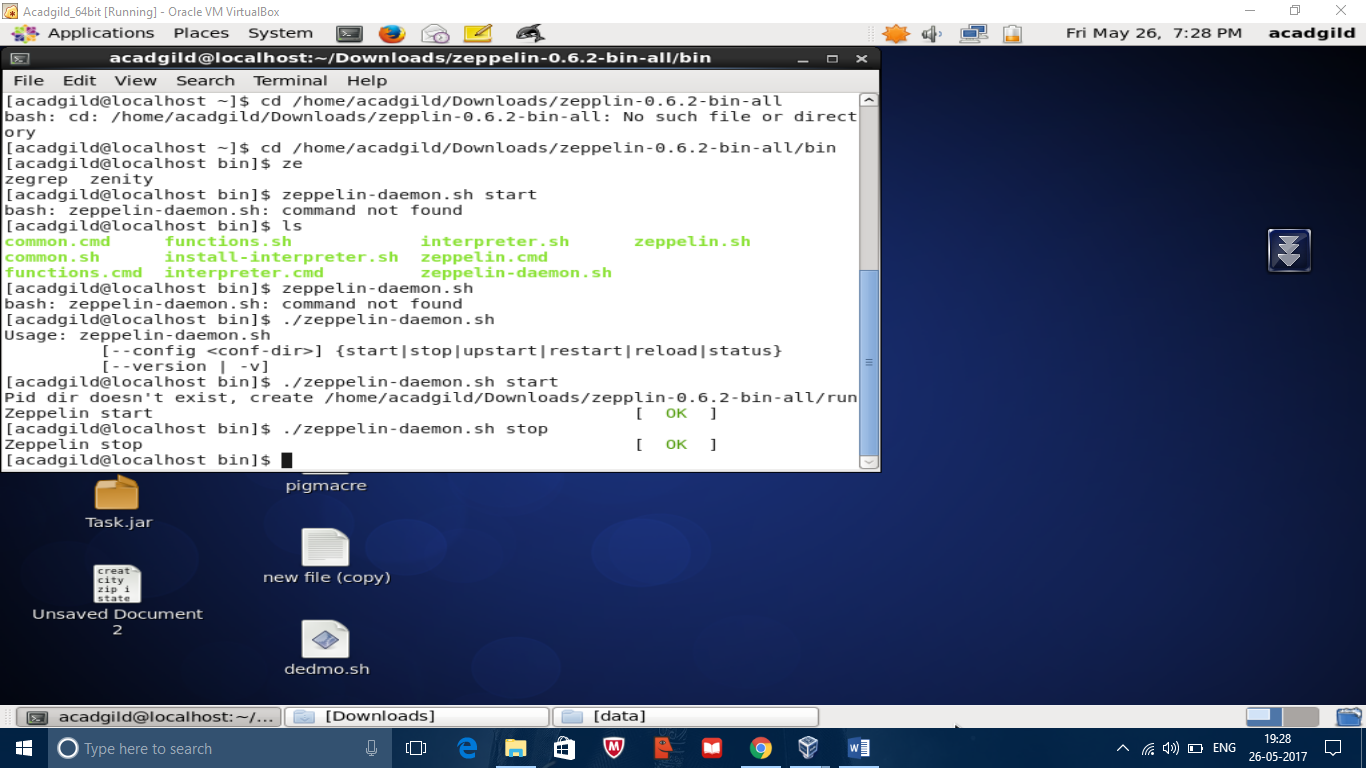 Acadgild_64bit [Running] - Oracle VM VirtualBox
Applications Places System
Fri May 26, 7:28 PM acadgild
acadgild@localhost:~/Downloads/zeppelin-0.6.2-bin-all/bin
File Edit View Search Terminal Help
[acadgild@localhost ~]$ cd /home/acadgild/Downloads/zepplin-0.6.2-bin-all
bash: cd: /home/acadgild/Downloads/zepplin-0.6.2-bin-all: No such file or direct
ory
[acadgild@localhost ~]$ cd /home/acadgild/Downloads/zeppelin-0.6.2-bin-all/bin
[acadgild@localhost bin]$ ze
zegrep zenity
[acadgild@localhost bin]$ zeppelin-daemon.sh start
bash: zeppelin-daemon.sh: command not found
[acadgild@localhost bin]$ ls
common.cmd functions.sh interpreter.sh zeppelin.sh
common.sh install-interpreter.sh zeppelin.cmd
functions.cmd interpreter.cmd zeppelin-daemon.sh
[acadgild@localhost bin]$ zeppelin-daemon.sh
bash: zeppelin-daemon.sh: command not found
[acadgild@localhost bin]$ ./zeppelin-daemon.sh
Usage: zeppelin-daemon.sh
[--config <conf-dir>] {start|stop|upstart|restart|reload|status}
[--version | -v]
[acadgild@localhost bin]$ ./zeppelin-daemon.sh start
Pid dir doesn't exist, create /home/acadgild/Downloads/zepplin-0.6.2-bin-all/run
Zeppelin start [ OK ]
[acadgild@localhost bin]$ ./zeppelin-daemon.sh stop
Zeppelin stop [ OK ]
[acadgild@localhost bin]$
pigmacre
Task.jar
new file (copy)
creat
city
zip i
state
Unsaved Document
2
dedmo.sh
acadgild@localhost:~/... [Downloads] [data]
Type here to search
ENG
19:28
26-05-2017